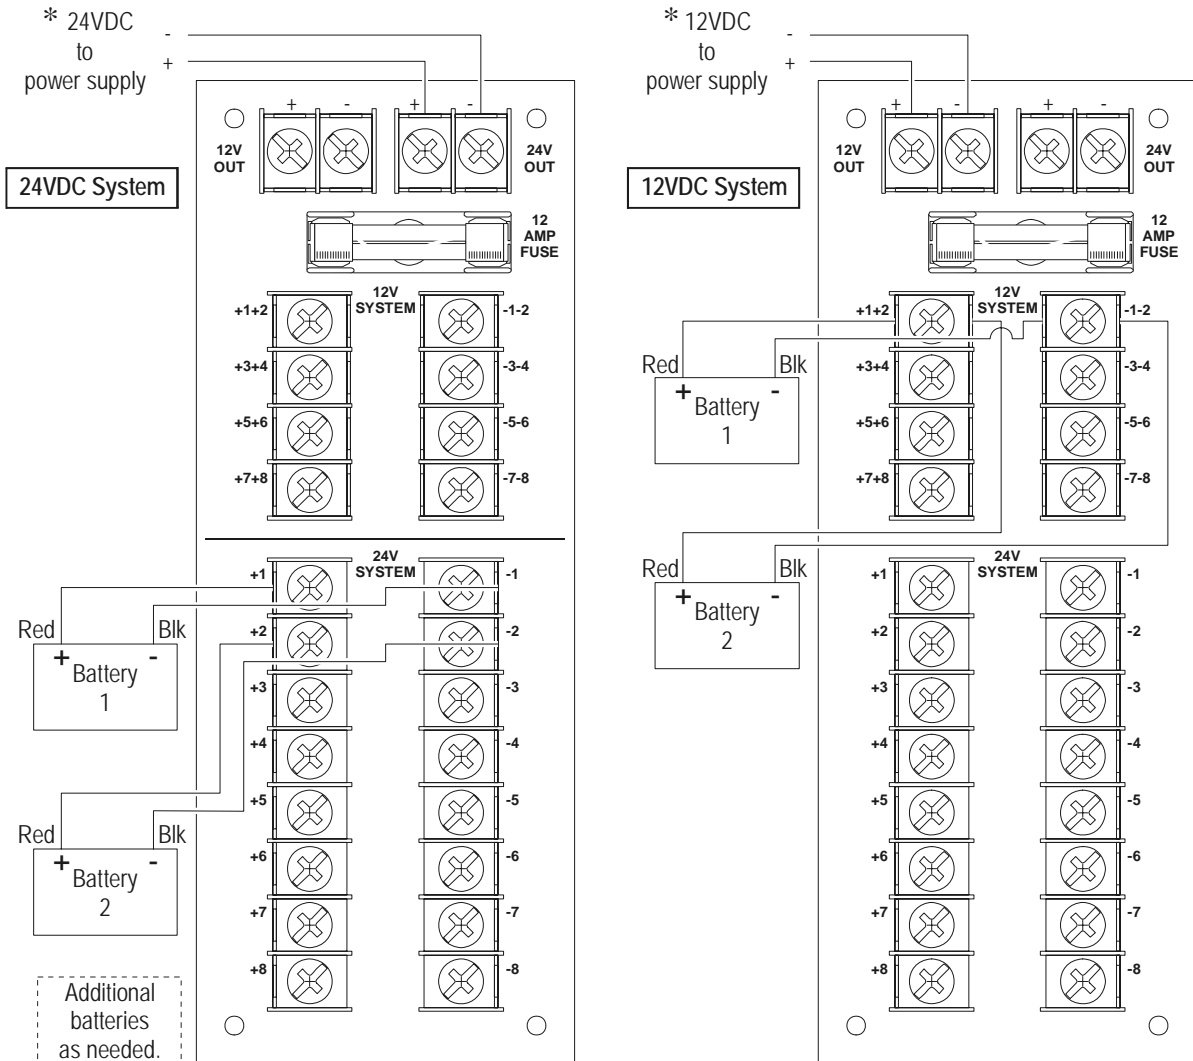 * 24VDC
to
power supply
-
+
24VDC System
+ - + -
12V
OUT
24V
OUT
12
AMP
FUSE
12V
SYSTEM
+1+2 -1-2
+3+4 -3-4
+5+6 -5-6
+7+8 -7-8
24V
SYSTEM
+1 -1
+2 -2
+3 -3
+4 -4
+5 -5
+6 -6
+7 -7
+8 -8
Red Blk
+ -
Battery
1
Red Blk
+ -
Battery
2
Additional
batteries
as needed.
* 12VDC
to
power supply
-
+
12VDC System
+ - + -
12V
OUT
24V
OUT
12
AMP
FUSE
12V
SYSTEM
+1+2 -1-2
+3+4 -3-4
+5+6 -5-6
+7+8 -7-8
Red Blk
+ -
Battery
1
Red Blk
+ -
Battery
2
24V
SYSTEM
+1 -1
+2 -2
+3 -3
+4 -4
+5 -5
+6 -6
+7 -7
+8 -8